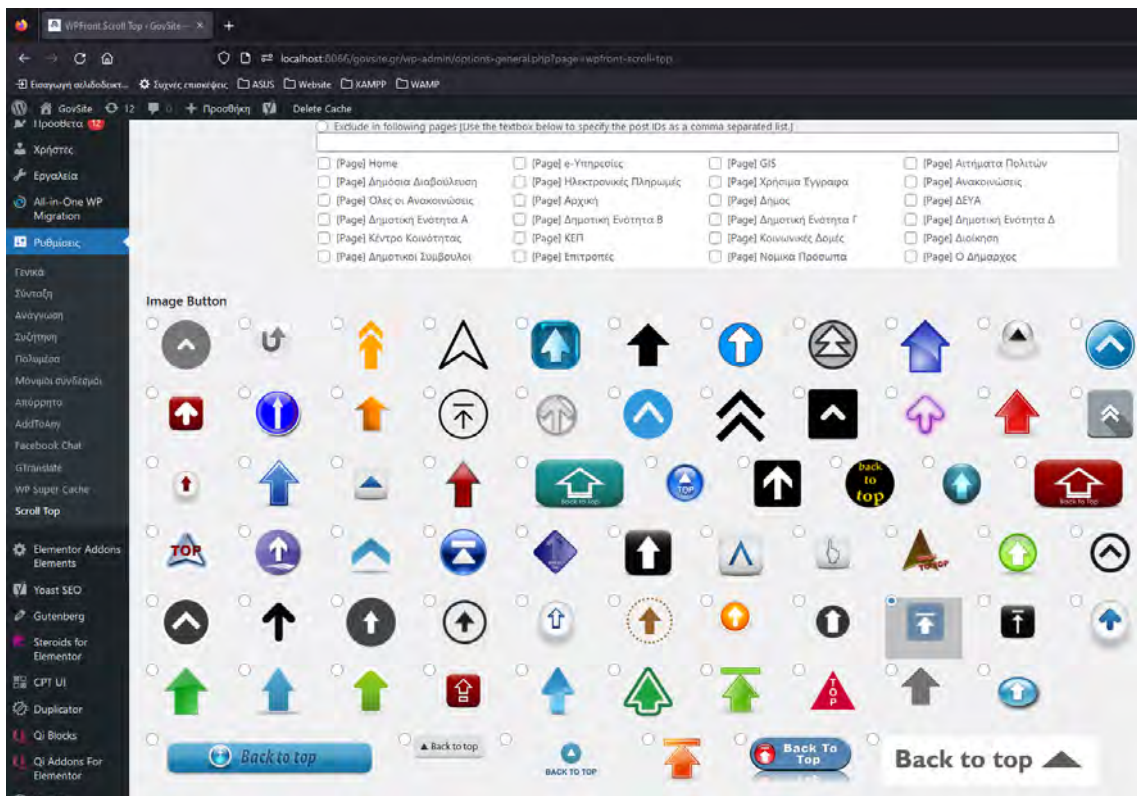 WPFront Scroll Top ‹ GovSite —
localhost:8066/govsite.gr/wp-admin/options-general.php?page=wpfront-scroll-top
Εισαγωγή σελιδοδεικτ...
Συχνές επισκέψεις
ASUS
Website
XAMPP
WAMP
GovSite
12
0
Προσθήκη
Delete Cache
Πρόσθετα 12
Χρήστες
Εργαλεία
All-in-One WP
Migration
Ρυθμίσεις
Γενικά
Σύνταξη
Ανάγνωση
Συζήτηση
Πολυμέσα
Μόνιμοι σύνδεσμοι
Απόρρητο
AddToAny
Facebook Chat
GTranslate
WP Super Cache
Scroll Top
Elementor Addons
Elements
Yoast SEO
Gutenberg
Steroids for
Elementor
CPT UI
Duplicator
Qi Blocks
Qi Addons For
Elementor
Exclude in following pages [Use the textbox below to specify the post IDs as a comma separated list.]
[Page] Home
[Page] e-Υπηρεσίες
[Page] GIS
[Page] Αιτήματα Πολιτών
[Page] Δημόσια Διαβούλευση
[Page] Ηλεκτρονικές Πληρωμές
[Page] Χρήσιμα Έγγραφα
[Page] Ανακοινώσεις
[Page] Όλες οι Ανακοινώσεις
[Page] Αρχική
[Page] Δήμος
[Page] ΔΕΥΑ
[Page] Δημοτική Ενότητα Α
[Page] Δημοτική Ενότητα Β
[Page] Δημοτική Ενότητα Γ
[Page] Δημοτική Ενότητα Δ
[Page] Κέντρο Κοινότητας
[Page] ΚΕΠ
[Page] Κοινωνικές Δομές
[Page] Διοίκηση
[Page] Δημοτικοί Σύμβουλοι
[Page] Επιτροπές
[Page] Νομικά Πρόσωπα
[Page] Ο Δήμαρχος
Image Button
Back to Top
TOP
back
to
top
Back to Top
TOP
TOP
Back to top
Back to top
BACK TO TOP
Back To
Top
Back to top